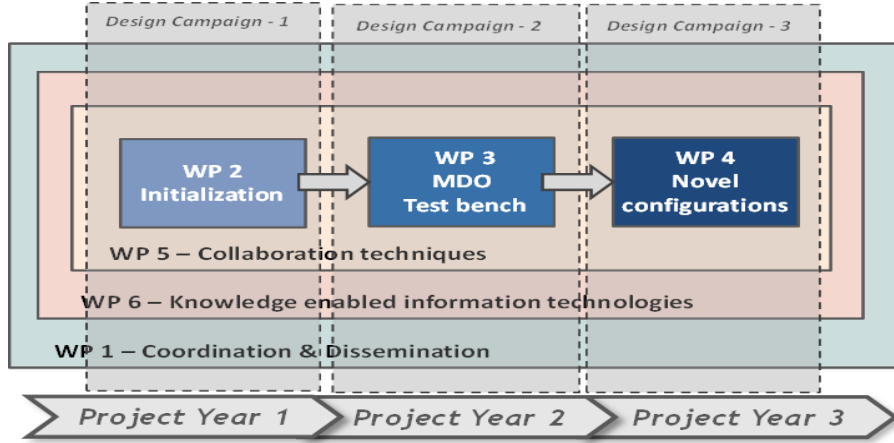 Design Campaign - 1
Design Campaign - 2
Design Campaign - 3
WP 2
Initialization
WP 3
MDO
Test bench
WP 4
Novel
configurations
WP 5 – Collaboration techniques
WP 6 – Knowledge enabled information technologies
WP 1 – Coordination & Dissemination
Project Year 1
Project Year 2
Project Year 3